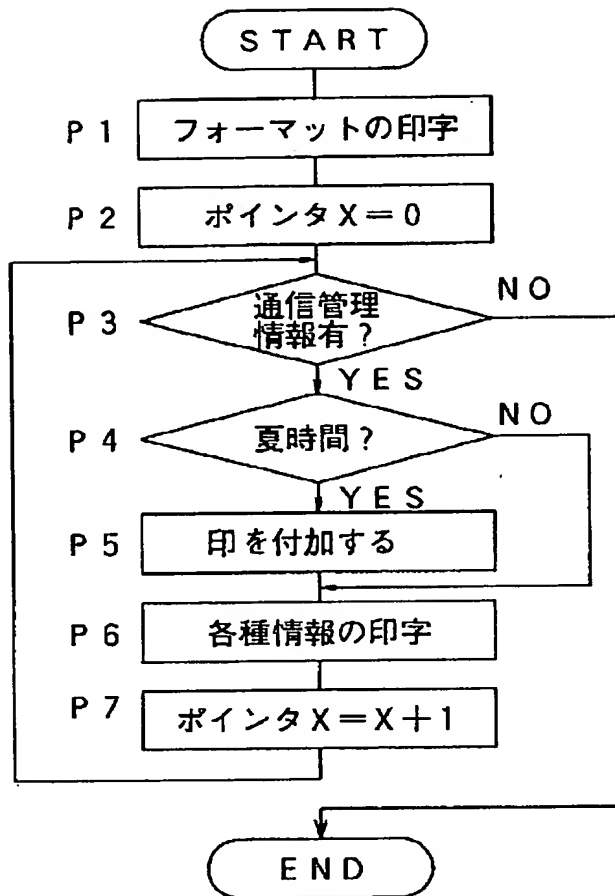 START
P1 フォーマットの印字
P2 ポインタX=0
NO
P3 通信管理
情報有?
YES
NO
P4 夏時間?
YES
P5 印を付加する
P6 各種情報の印字
P7 ポインタX=X+1
END